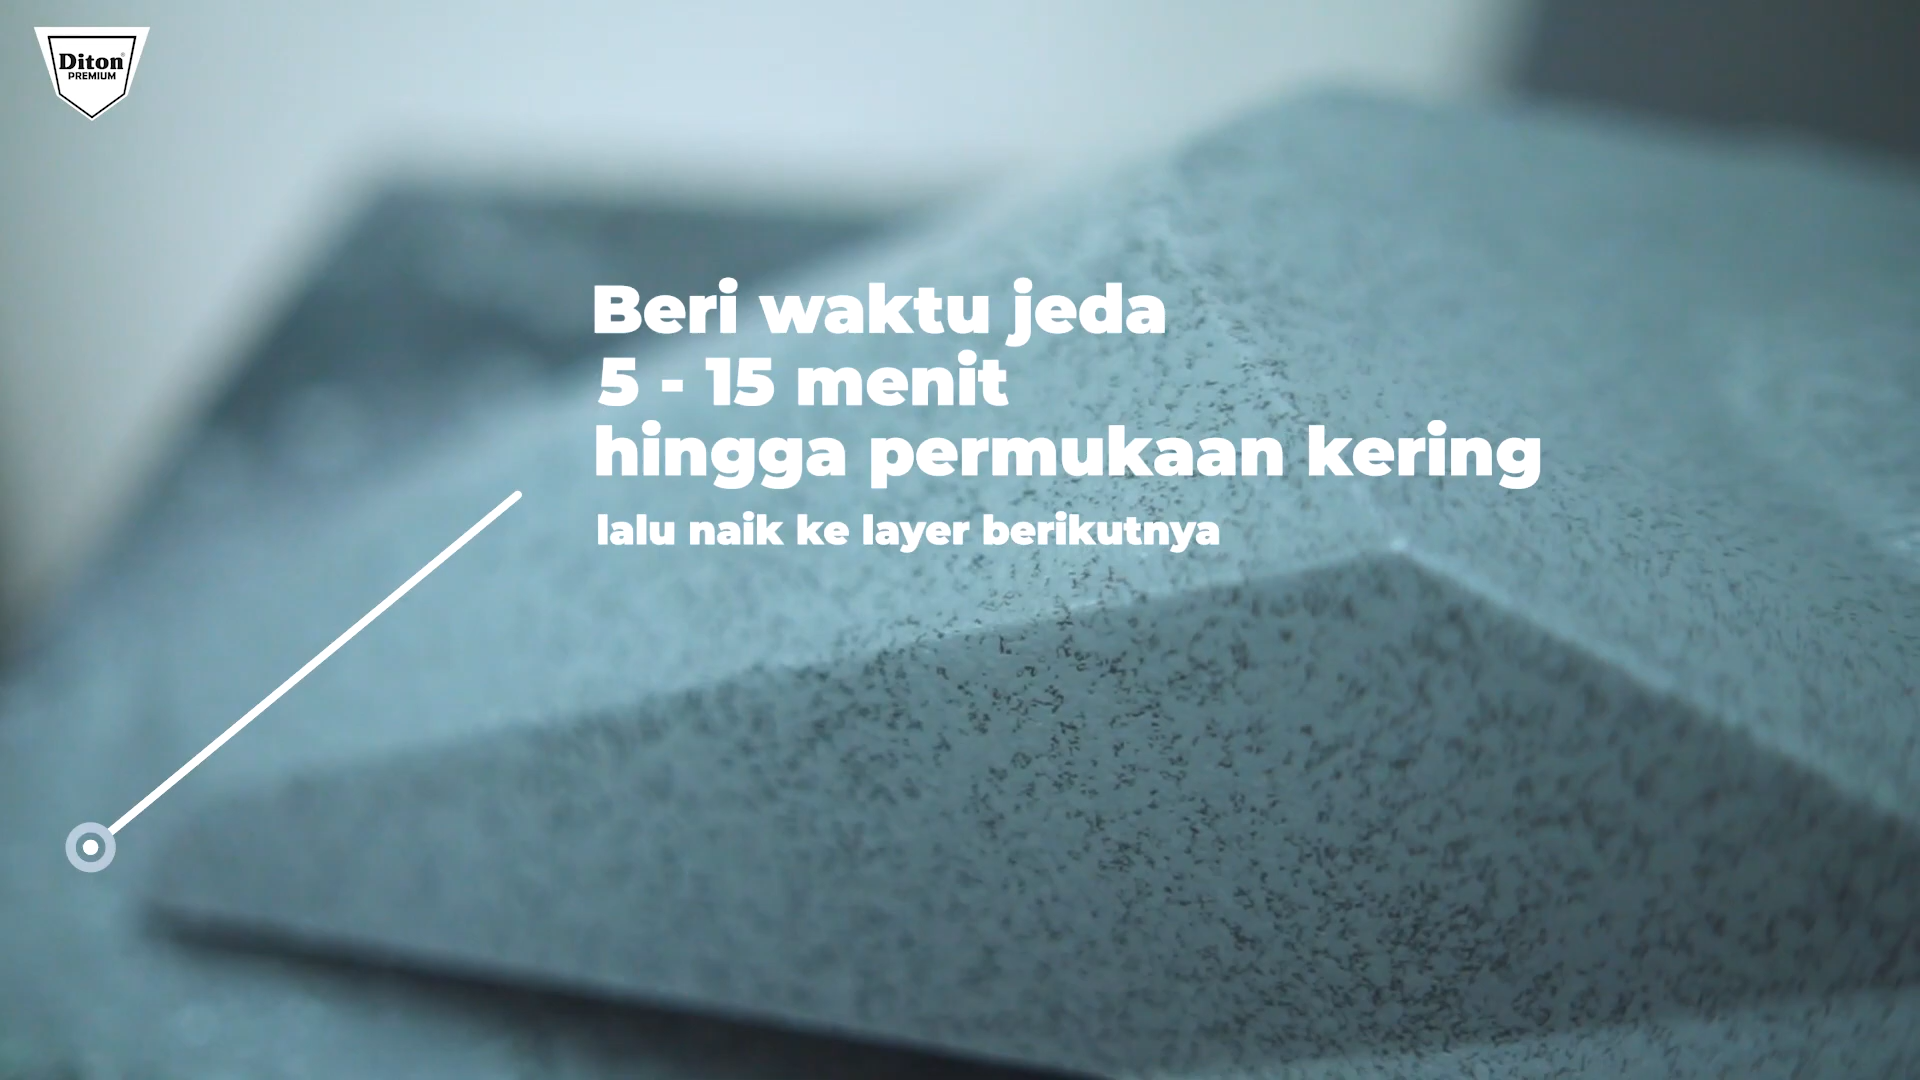 Diton
PREMIUM
Beri waktu jeda
5 - 15 menit
hingga permukaan kering
lalu naik ke layer berikutnya